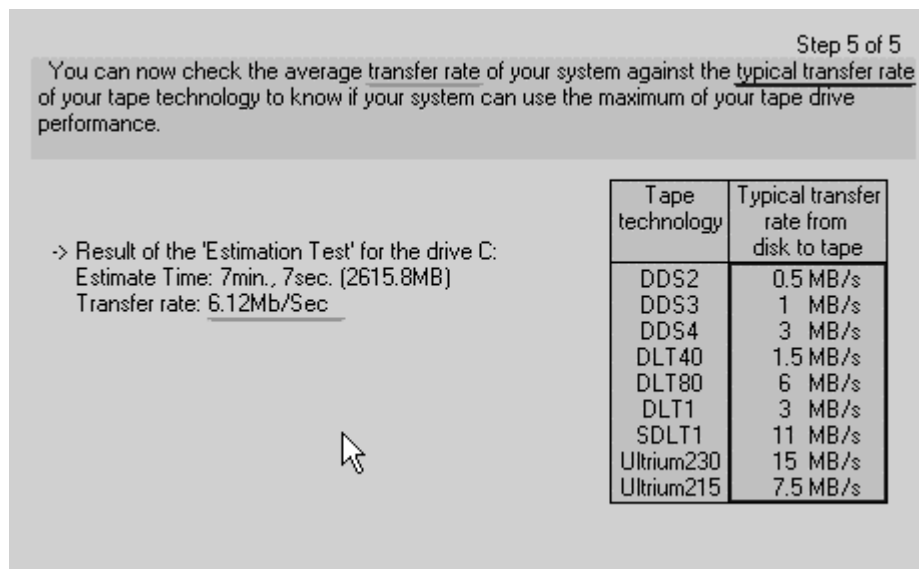 Step 5 of 5
You can now check the average transfer rate of your system against the typical transfer rate
of your tape technology to know if your system can use the maximum of your tape drive
performance.
-> Result of the 'Estimation Test' for the drive C:
Estimate Time: 7min., 7sec. (2615.8MB)
Transfer rate: 6.12Mb/Sec
Tape technology
Typical transfer rate from disk to tape
DDS2 0.5 MB/s
DDS3 1 MB/s
DDS4 3 MB/s
DLT40 1.5 MB/s
DLT80 6 MB/s
DLT1 3 MB/s
SDLT1 11 MB/s
Ultrium230 15 MB/s
Ultrium215 7.5 MB/s